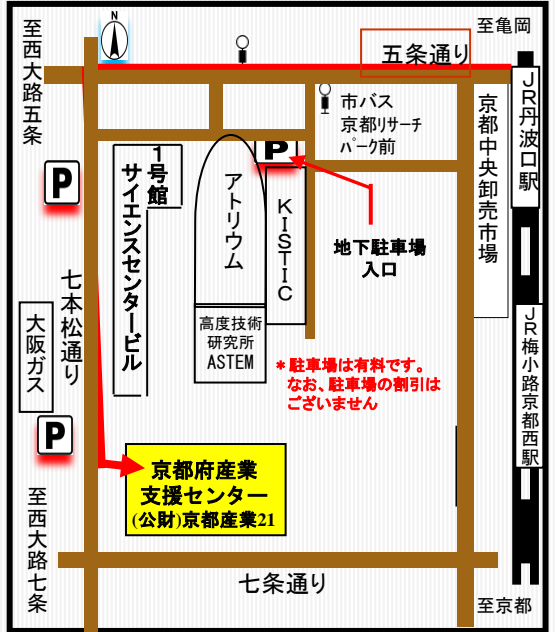 N
至西大路五条
至亀岡
五条通り
JR丹波口駅
市バス
京都リサーチ
パーク前
京都中央卸売市場
P
1号館
サイエンスセンタービル
P
アトリウム
KISTIC
地下駐車場
入口
七本松通り
大阪ガス
高度技術
研究所
ASTEM
JR梅小路京都西駅
*駐車場は有料です。
なお、駐車場の割引は
ございません
P
京都府産業
支援センター
(公財)京都産業21
至西大路七条
七条通り
至京都